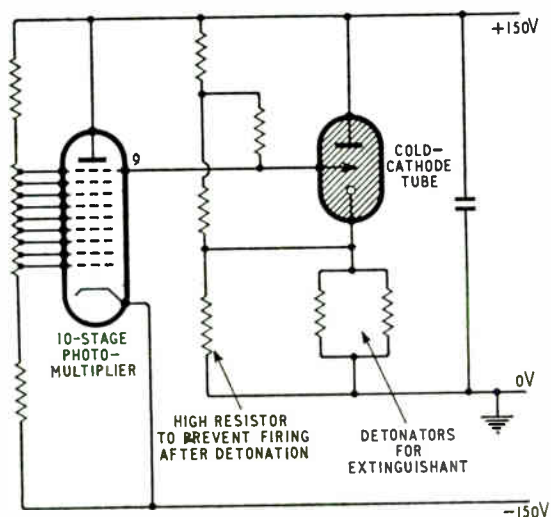 +150V
9
COLD-
CATHODE
TUBE
10-STAGE
PHOTO-
MULTIPLIER
0V
HIGH RESISTOR
TO PREVENT FIRING
AFTER DETONATION
DETONATORS
FOR
EXTINGUISHANT
-150V